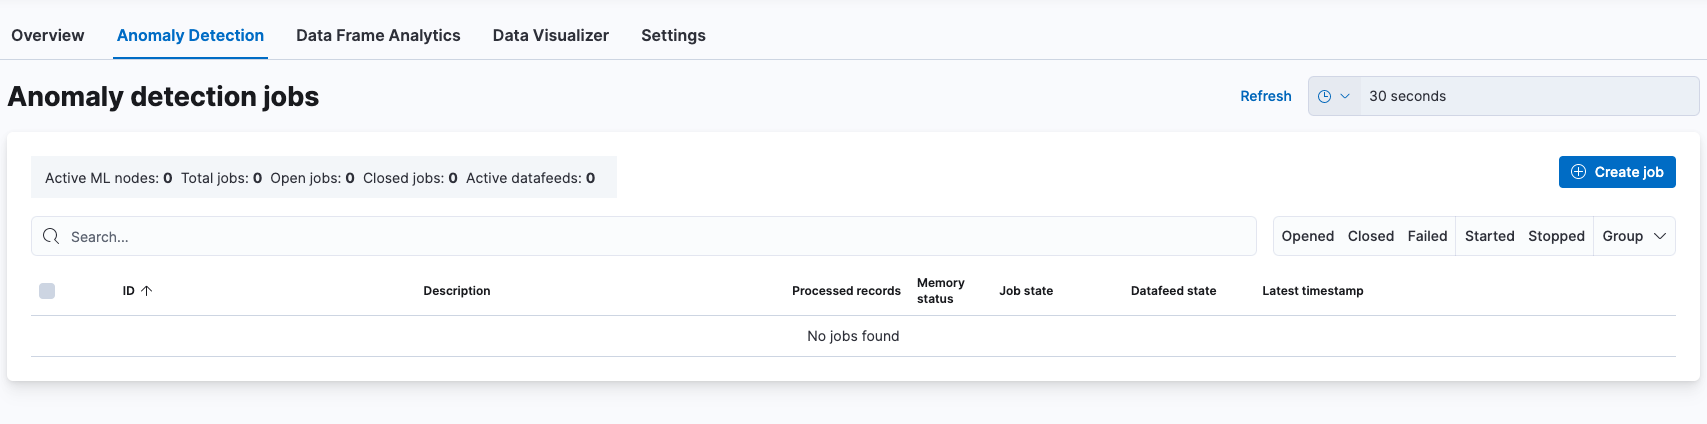 Overview Anomaly Detection Data Frame Analytics Data Visualizer Settings
Anomaly detection jobs Refresh 30 seconds
Active ML nodes: 0 Total jobs: 0 Open jobs: 0 Closed jobs: 0 Active datafeeds: 0 Create job
Search... Opened Closed Failed Started Stopped Group
ID Description Processed records Memory status Job state Datafeed state Latest timestamp
No jobs found